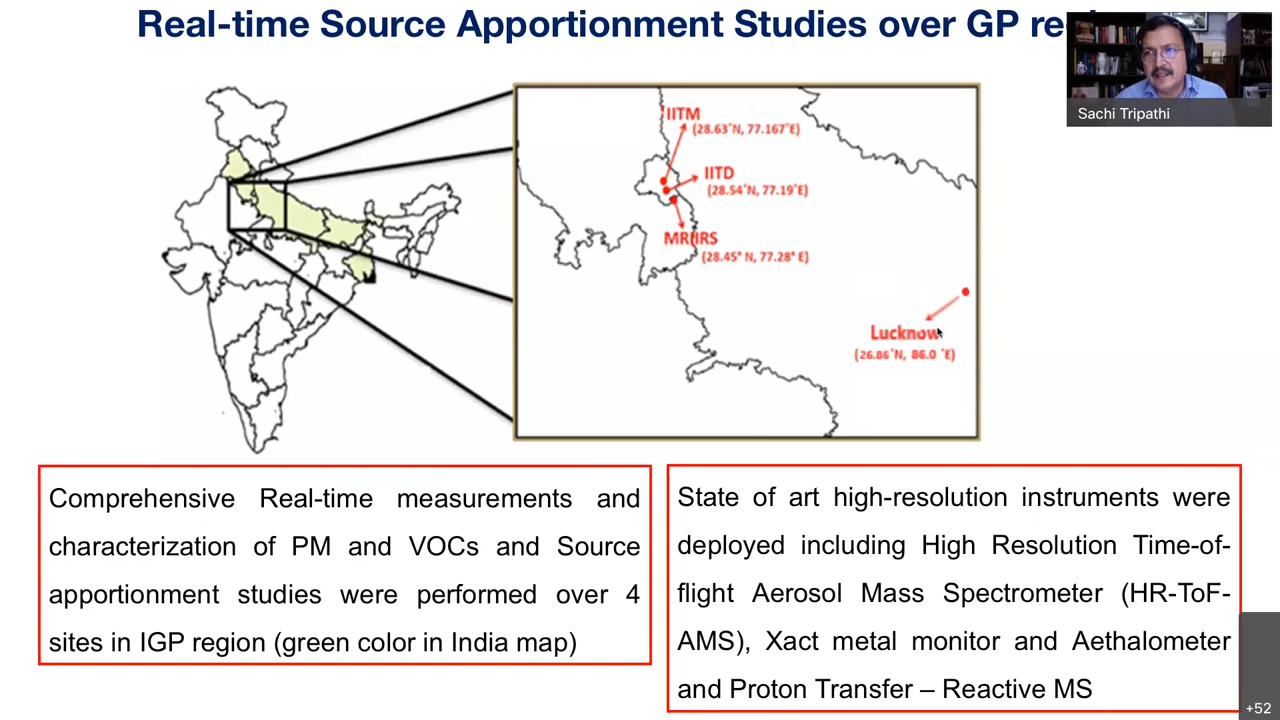 Real-time Source Apportionment Studies over GP re
Sachi Tripathi
IITM
(28.63°N, 77.167°E)
IITD
(28.54°N, 77.19°E)
MRIIRS
(28.45° N, 77.28° E)
Lucknow
(26.86°N, 86.0 °E)
Comprehensive Real-time measurements and
characterization of PM and VOCs and Source
apportionment studies were performed over 4
sites in IGP region (green color in India map)
State of art high-resolution instruments were
deployed including High Resolution Time-of-
flight Aerosol Mass Spectrometer (HR-ToF-
AMS), Xact metal monitor and Aethalometer
and Proton Transfer – Reactive MS
+52